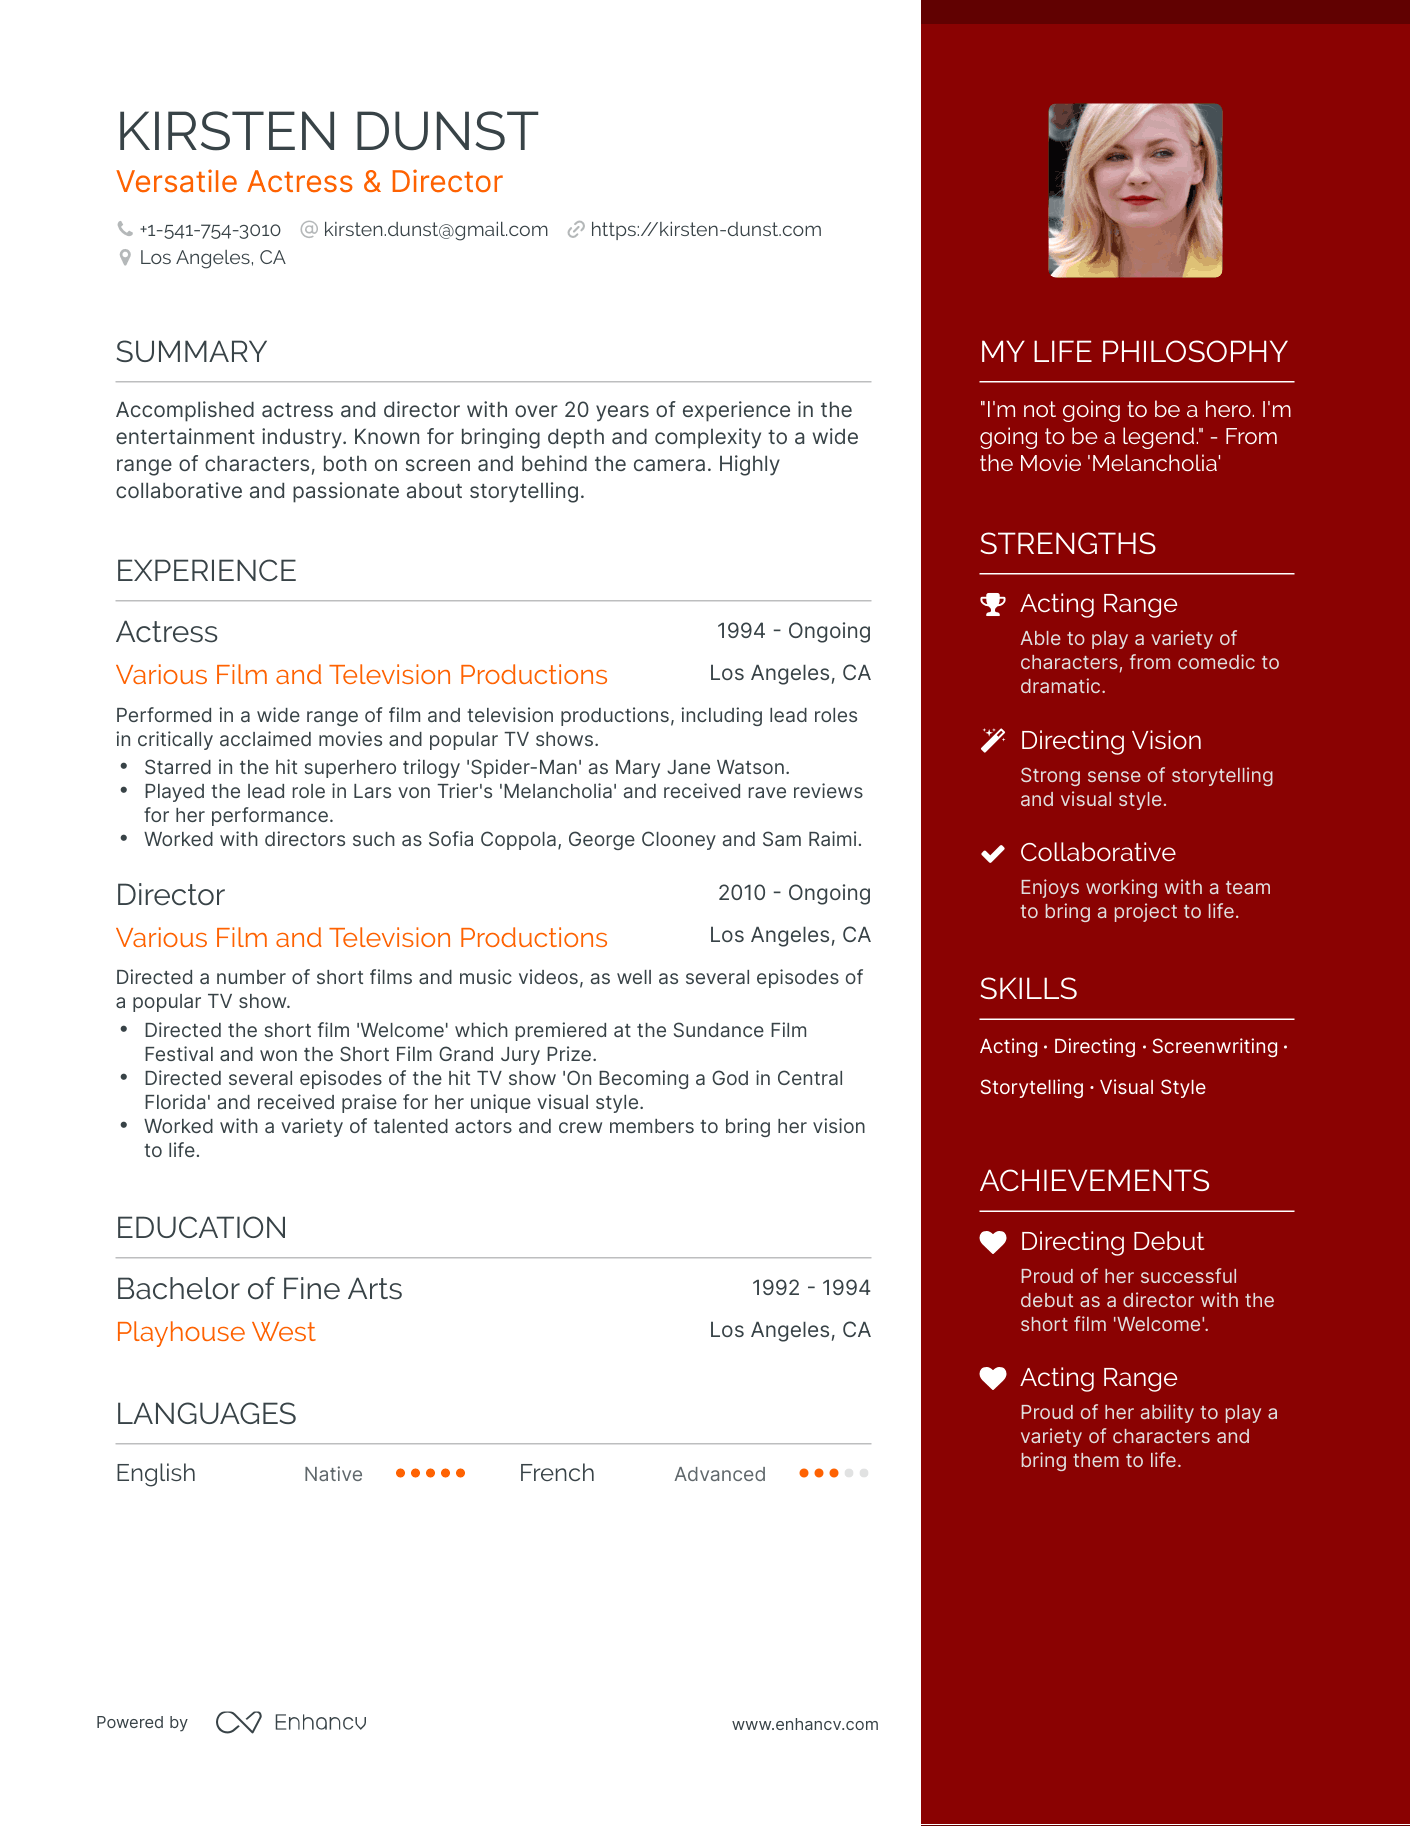 KIRSTEN DUNST
Versatile Actress & Director
+1-541-754-3010 kirsten.dunst@gmail.com https://kirsten-dunst.com
Los Angeles, CA
SUMMARY
Accomplished actress and director with over 20 years of experience in the
entertainment industry. Known for bringing depth and complexity to a wide
range of characters, both on screen and behind the camera. Highly
collaborative and passionate about storytelling.
EXPERIENCE
Actress 1994 - Ongoing
Various Film and Television Productions Los Angeles, CA
Performed in a wide range of film and television productions, including lead roles
in critically acclaimed movies and popular TV shows.
• Starred in the hit superhero trilogy 'Spider-Man' as Mary Jane Watson.
• Played the lead role in Lars von Trier's 'Melancholia' and received rave reviews
for her performance.
• Worked with directors such as Sofia Coppola, George Clooney and Sam Raimi.
Director 2010 - Ongoing
Various Film and Television Productions Los Angeles, CA
Directed a number of short films and music videos, as well as several episodes of
a popular TV show.
• Directed the short film 'Welcome' which premiered at the Sundance Film
Festival and won the Short Film Grand Jury Prize.
• Directed several episodes of the hit TV show 'On Becoming a God in Central
Florida' and received praise for her unique visual style.
• Worked with a variety of talented actors and crew members to bring her vision
to life.
EDUCATION
Bachelor of Fine Arts 1992 - 1994
Playhouse West Los Angeles, CA
LANGUAGES
English Native French Advanced
MY LIFE PHILOSOPHY
"I'm not going to be a hero. I'm
going to be a legend." - From
the Movie 'Melancholia'
STRENGTHS
Acting Range
Able to play a variety of
characters, from comedic to
dramatic.
Directing Vision
Strong sense of storytelling
and visual style.
Collaborative
Enjoys working with a team
to bring a project to life.
SKILLS
Acting · Directing · Screenwriting ·
Storytelling · Visual Style
ACHIEVEMENTS
Directing Debut
Proud of her successful
debut as a director with the
short film 'Welcome'.
Acting Range
Proud of her ability to play a
variety of characters and
bring them to life.
Powered by Enhancv www.enhancv.com